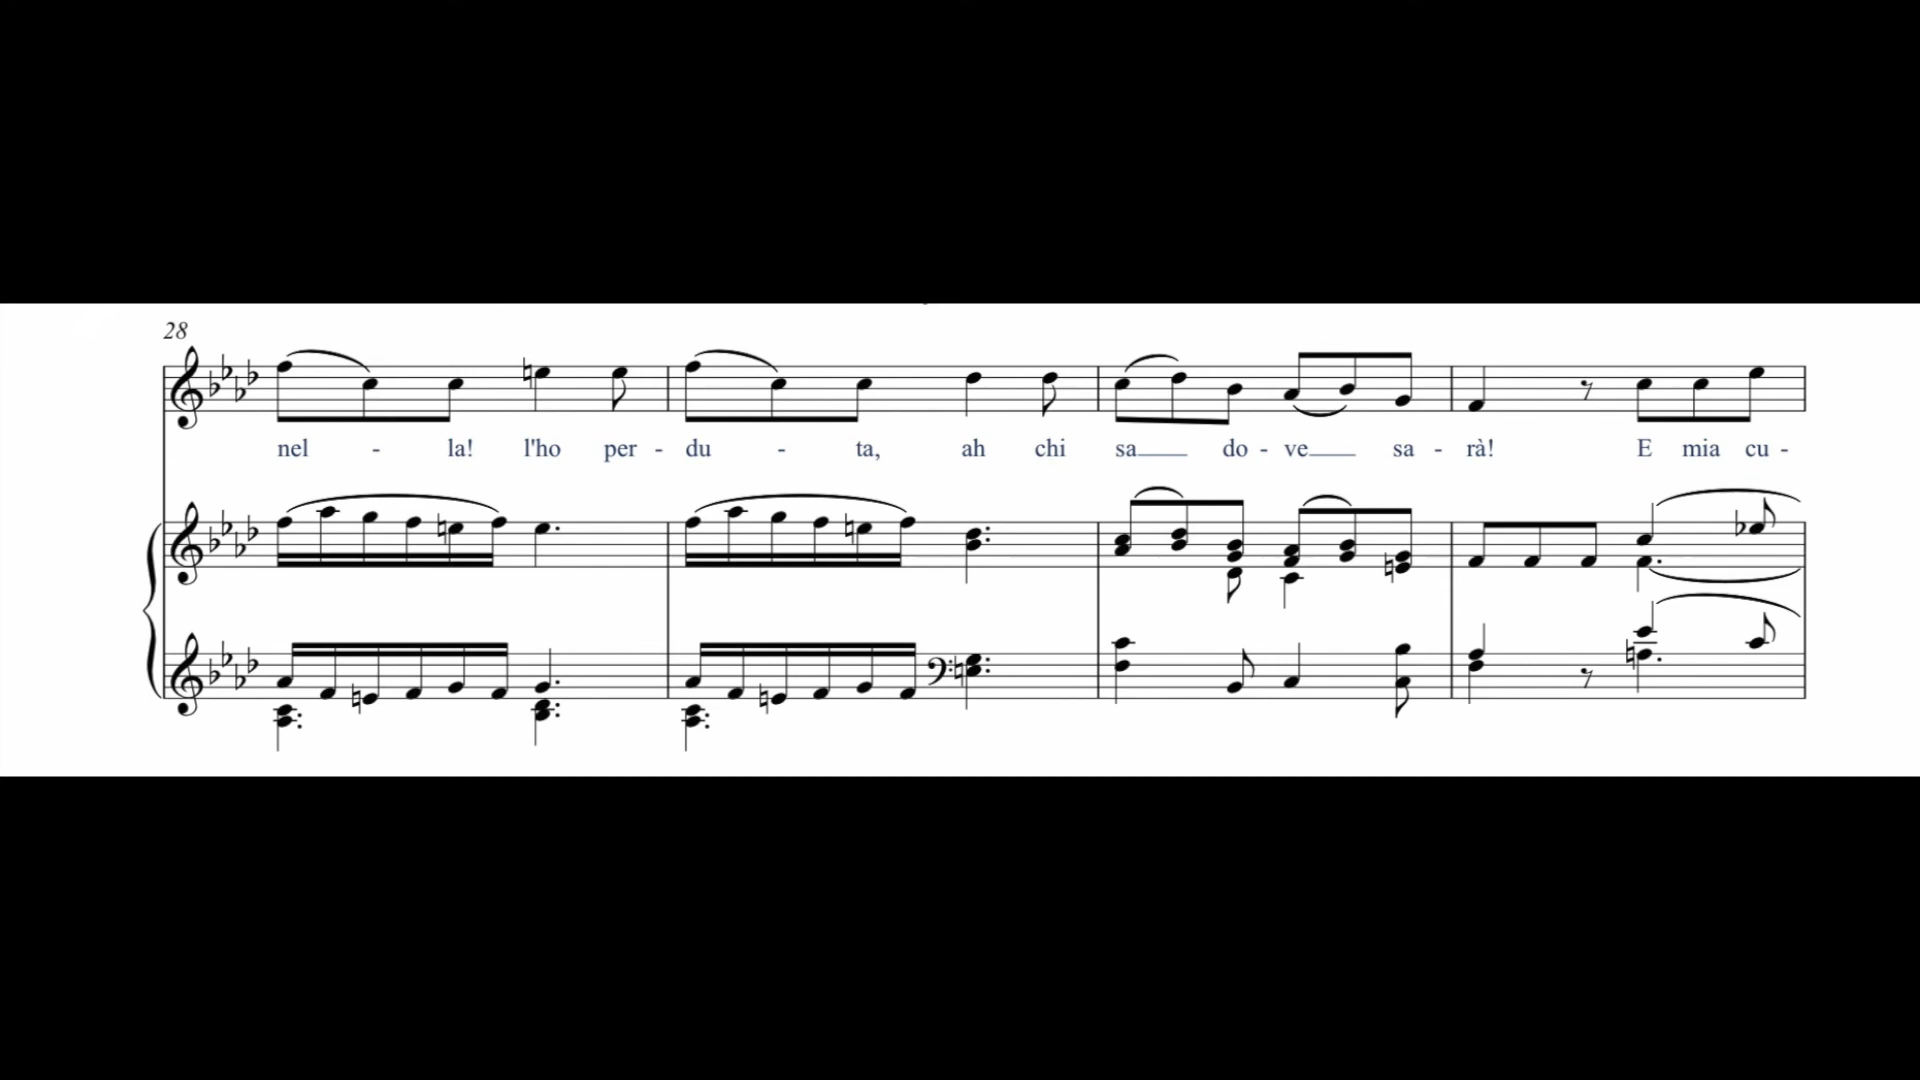 28
nel - la! l'ho per - du - ta, ah chi sa do - ve sa - rà! E mia cu -